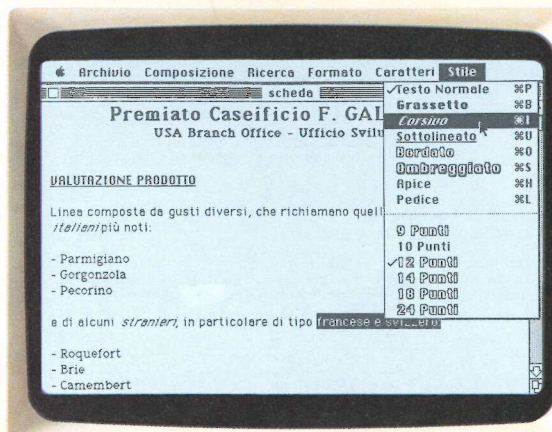 Archivio Composizione Ricerca Formato Caratteri Stile
scheda
Premiato Caseificio F. GAL
USA Branch Office - Ufficio Svilu
VALUTAZIONE PRODOTTO
Linea composta da gusti diversi, che richiamano quell
italiani più noti:
- Parmigiano
- Gorgonzola
- Pecorino
e di alcuni stranieri, in particolare di tipo francese e svizzero.
- Roquefort
- Brie
- Camembert
✓Testo Normale ⌘P
Grassetto ⌘B
Corsivo ⌘I
Sottolineato ⌘U
Bordato ⌘O
Ombreggiato ⌘S
Apice ⌘H
Pedice ⌘L
9 Punti
10 Punti
✓12 Punti
14 Punti
18 Punti
24 Punti